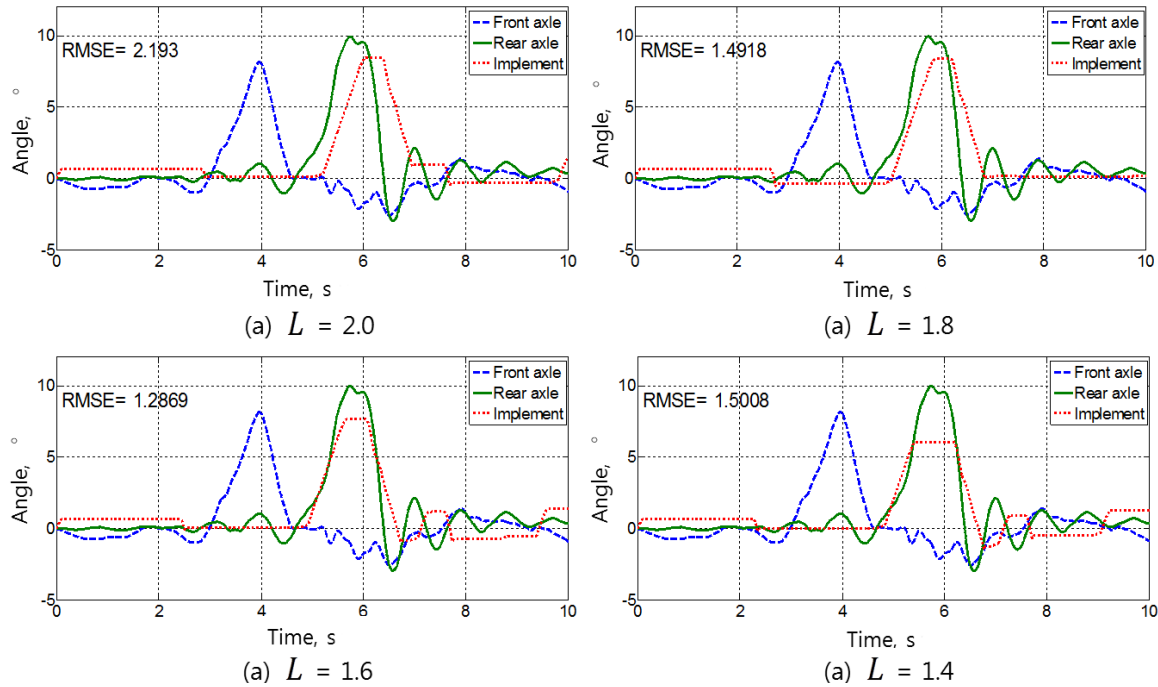 RMSE= 2.193
Front axle
Rear axle
Implement
10
5
0
-5
Angle, °
0 2 4 6 8 10
Time, s
(a) L = 2.0
RMSE= 1.4918
Front axle
Rear axle
Implement
10
5
0
-5
Angle, °
0 2 4 6 8 10
Time, s
(a) L = 1.8
RMSE= 1.2869
Front axle
Rear axle
Implement
10
5
0
-5
Angle, °
0 2 4 6 8 10
Time, s
(a) L = 1.6
RMSE= 1.5008
Front axle
Rear axle
Implement
10
5
0
-5
Angle, °
0 2 4 6 8 10
Time, s
(a) L = 1.4